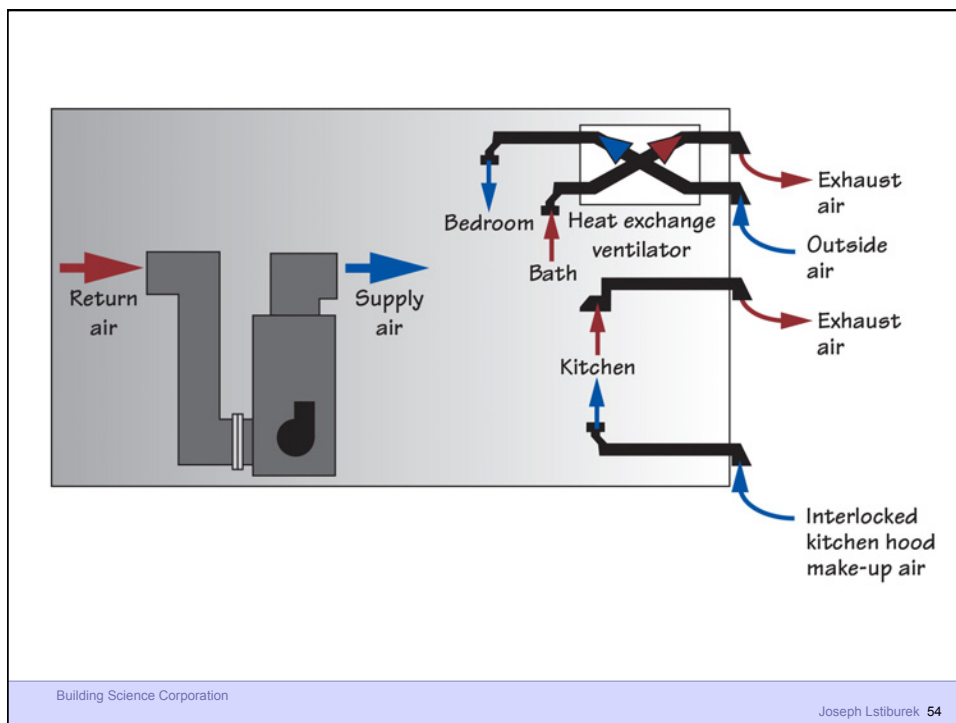 Exhaust
air
Bedroom
Heat exchange
ventilator
Outside
air
Bath
Return
air
Supply
air
Exhaust
air
Kitchen
Interlocked
kitchen hood
make-up air
Building Science Corporation
Joseph Lstiburek 54